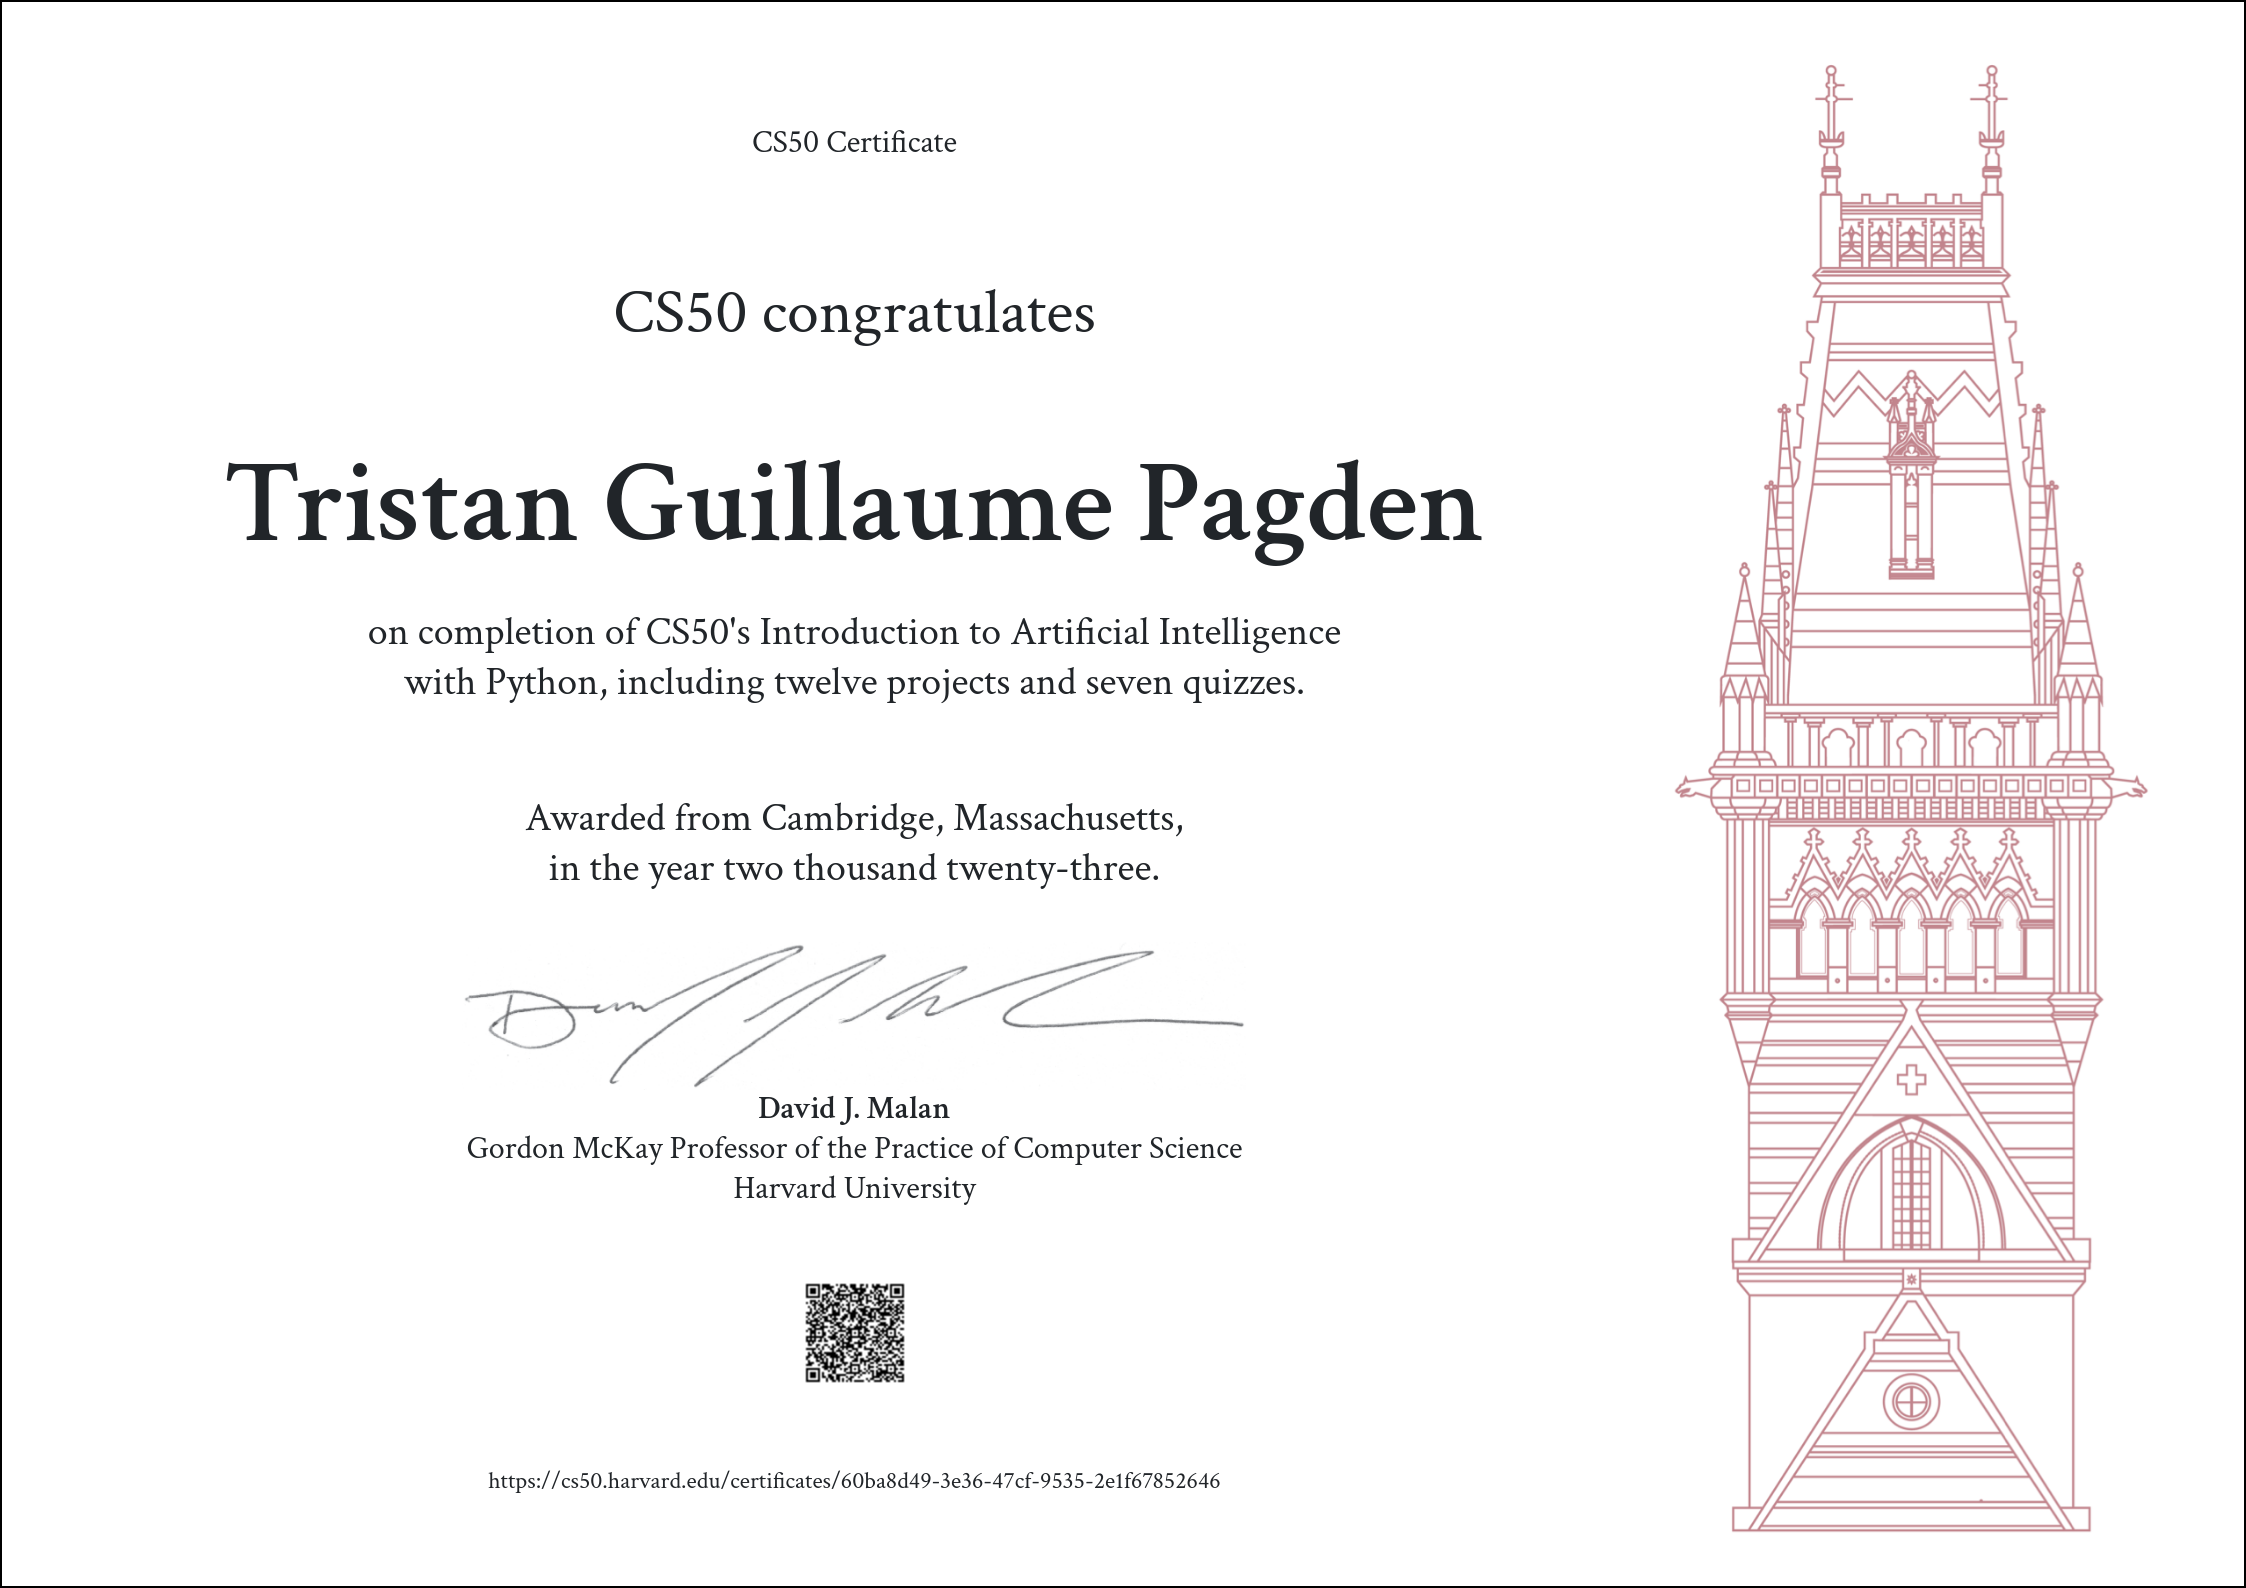 CS50 Certificate
CS50 congratulates
Tristan Guillaume Pagden
on completion of CS50's Introduction to Artificial Intelligence
with Python, including twelve projects and seven quizzes.
Awarded from Cambridge, Massachusetts,
in the year two thousand twenty-three.
David J. Malan
Gordon McKay Professor of the Practice of Computer Science
Harvard University
https://cs50.harvard.edu/certificates/60ba8d49-3e36-47cf-9535-2e1f67852646